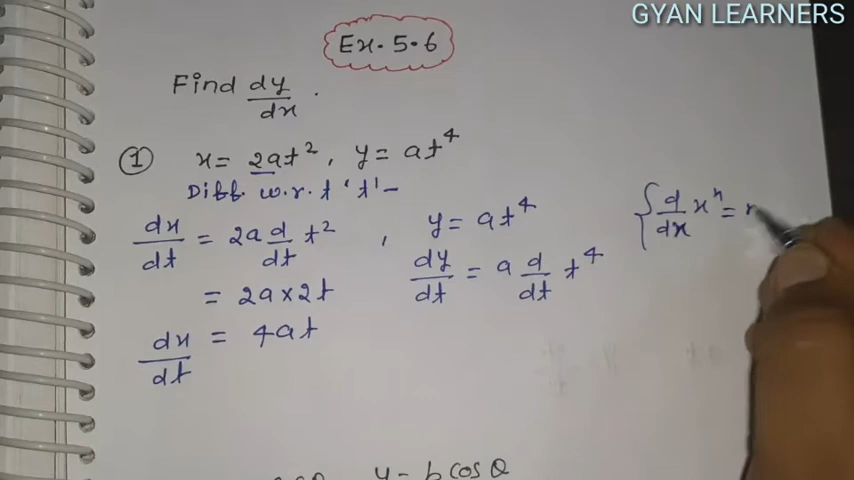 GYAN LEARNERS
Ex. 5.6
Find dy/dx .
① x = 2at², y = at⁴
Diff. w.r.t 't' –
dx/dt = 2a d/dt t² , y = at⁴
{ d/dx xⁿ = n
= 2a×2t
dy/dt = a d/dt t⁴
dx/dt = 4at
y = b cos θ